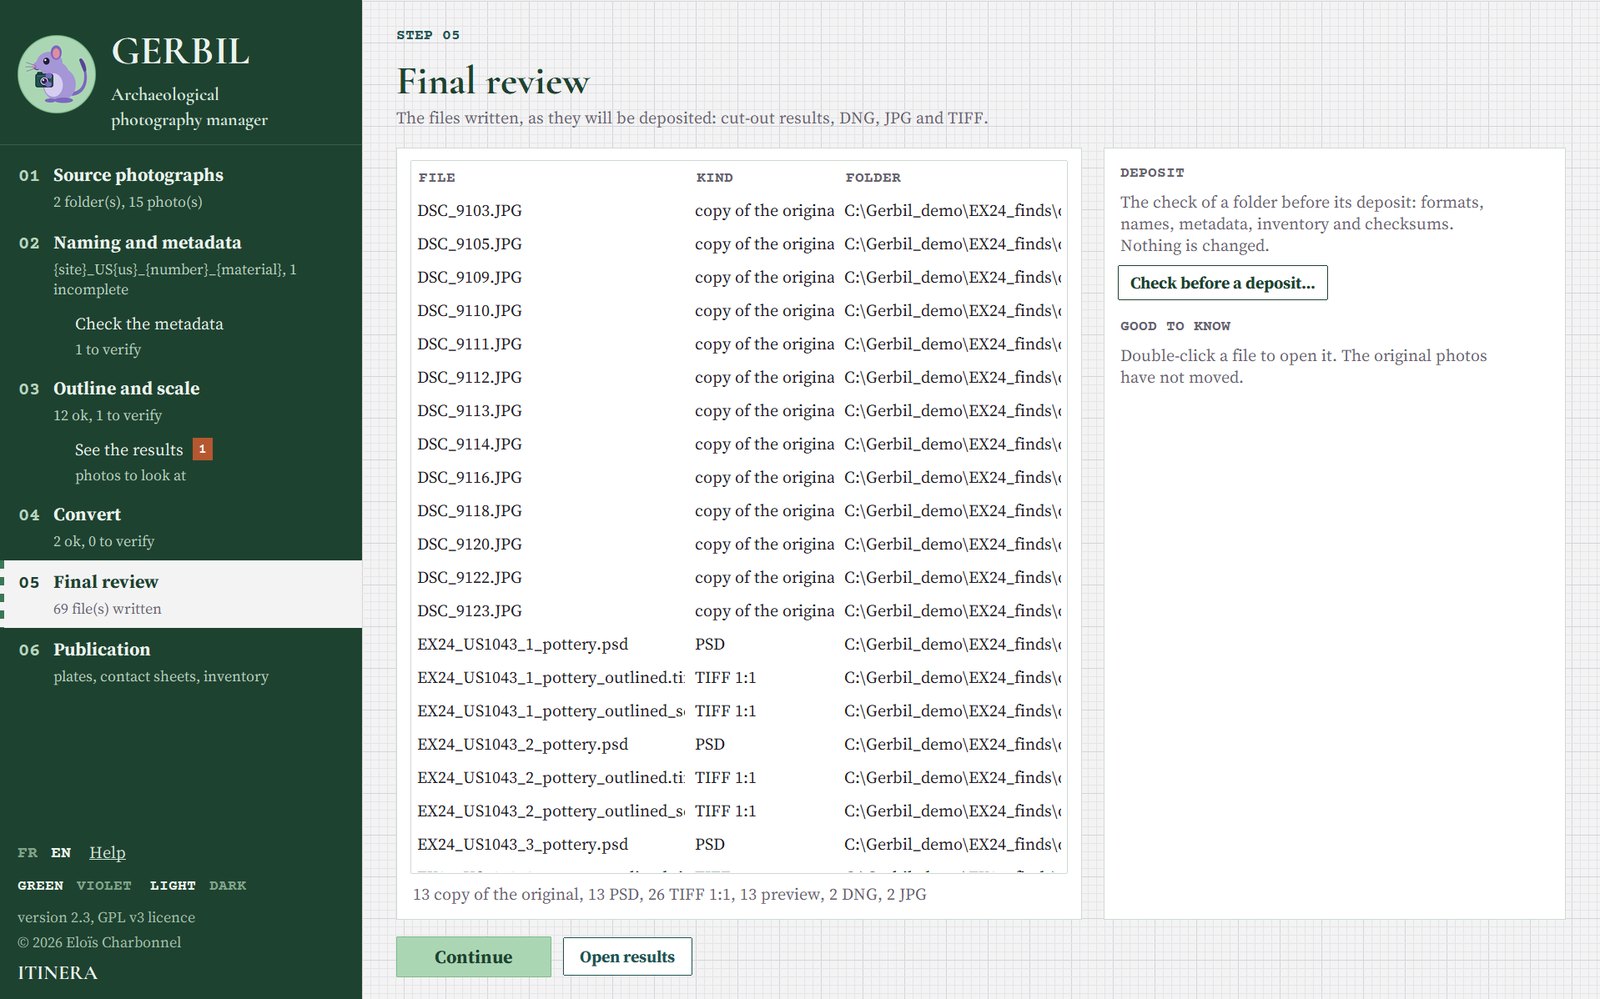 GERBIL
Archaeological
photography manager
01 Source photographs
2 folder(s), 15 photo(s)
02 Naming and metadata
{site}_US{us}_{number}_{material}, 1
incomplete
Check the metadata
1 to verify
03 Outline and scale
12 ok, 1 to verify
See the results 1
photos to look at
04 Convert
2 ok, 0 to verify
05 Final review
69 file(s) written
06 Publication
plates, contact sheets, inventory
FR EN Help
GREEN VIOLET LIGHT DARK
version 2.3, GPL v3 licence
© 2026 Eloïs Charbonnel
ITINERA
STEP 05
Final review
The files written, as they will be deposited: cut-out results, DNG, JPG and TIFF.
FILE KIND FOLDER
DSC_9103.JPG copy of the origina C:\Gerbil_demo\EX24_finds\
DSC_9105.JPG copy of the origina C:\Gerbil_demo\EX24_finds\
DSC_9109.JPG copy of the origina C:\Gerbil_demo\EX24_finds\
DSC_9110.JPG copy of the origina C:\Gerbil_demo\EX24_finds\
DSC_9111.JPG copy of the origina C:\Gerbil_demo\EX24_finds\
DSC_9112.JPG copy of the origina C:\Gerbil_demo\EX24_finds\
DSC_9113.JPG copy of the origina C:\Gerbil_demo\EX24_finds\
DSC_9114.JPG copy of the origina C:\Gerbil_demo\EX24_finds\
DSC_9116.JPG copy of the origina C:\Gerbil_demo\EX24_finds\
DSC_9118.JPG copy of the origina C:\Gerbil_demo\EX24_finds\
DSC_9120.JPG copy of the origina C:\Gerbil_demo\EX24_finds\
DSC_9122.JPG copy of the origina C:\Gerbil_demo\EX24_finds\
DSC_9123.JPG copy of the origina C:\Gerbil_demo\EX24_finds\
EX24_US1043_1_pottery.psd PSD C:\Gerbil_demo\EX24_finds\
EX24_US1043_1_pottery_outlined.ti TIFF 1:1 C:\Gerbil_demo\EX24_finds\
EX24_US1043_1_pottery_outlined_s TIFF 1:1 C:\Gerbil_demo\EX24_finds\
EX24_US1043_2_pottery.psd PSD C:\Gerbil_demo\EX24_finds\
EX24_US1043_2_pottery_outlined.ti TIFF 1:1 C:\Gerbil_demo\EX24_finds\
EX24_US1043_2_pottery_outlined_s TIFF 1:1 C:\Gerbil_demo\EX24_finds\
EX24_US1043_3_pottery.psd PSD C:\Gerbil_demo\EX24_finds\
13 copy of the original, 13 PSD, 26 TIFF 1:1, 13 preview, 2 DNG, 2 JPG
Continue Open results
DEPOSIT
The check of a folder before its deposit: formats,
names, metadata, inventory and checksums.
Nothing is changed.
Check before a deposit...
GOOD TO KNOW
Double-click a file to open it. The original photos
have not moved.